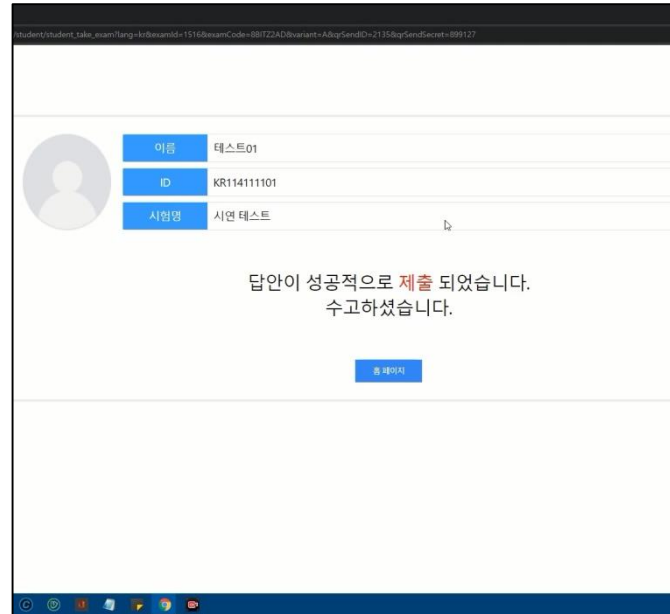 /student/student_take_exam?lang=kr&examId=1516&examCode=BBITZ2AD&variant=A&qrSendID=2135&qrSendSecret=899127
이름 테스트01
ID KR114111101
시험명 시연 테스트
답안이 성공적으로 제출 되었습니다.
수고하셨습니다.
홈 페이지